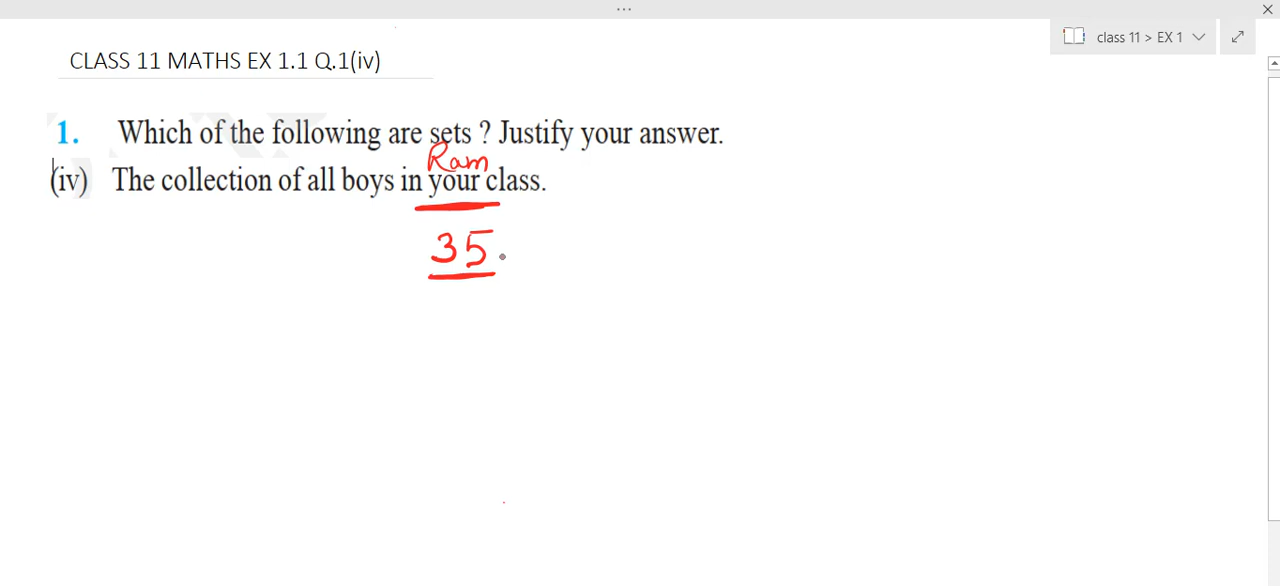 class 11 > EX 1
CLASS 11 MATHS EX 1.1 Q.1(iv)
1. Which of the following are sets ? Justify your answer.
Ram
(iv) The collection of all boys in your class.
35